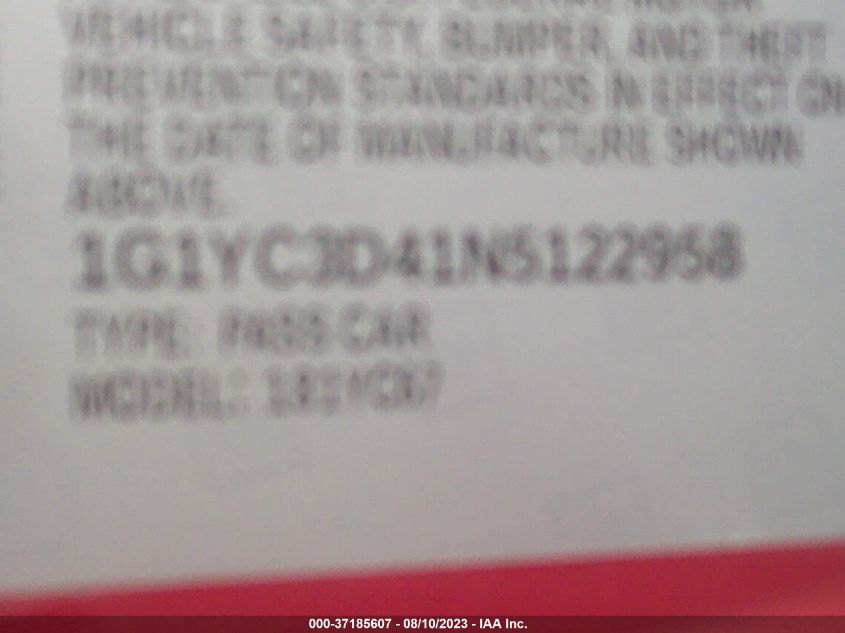 VEHICLE SAFETY, BUMPER, AND THEFT
PREVENTION STANDARDS IN EFFECT ON
THE DATE OF MANUFACTURE SHOWN
ABOVE.
1G1YC3D41N5122958
TYPE: PASS CAR
MODEL:
000-37185607 - 08/10/2023 - IAA Inc.